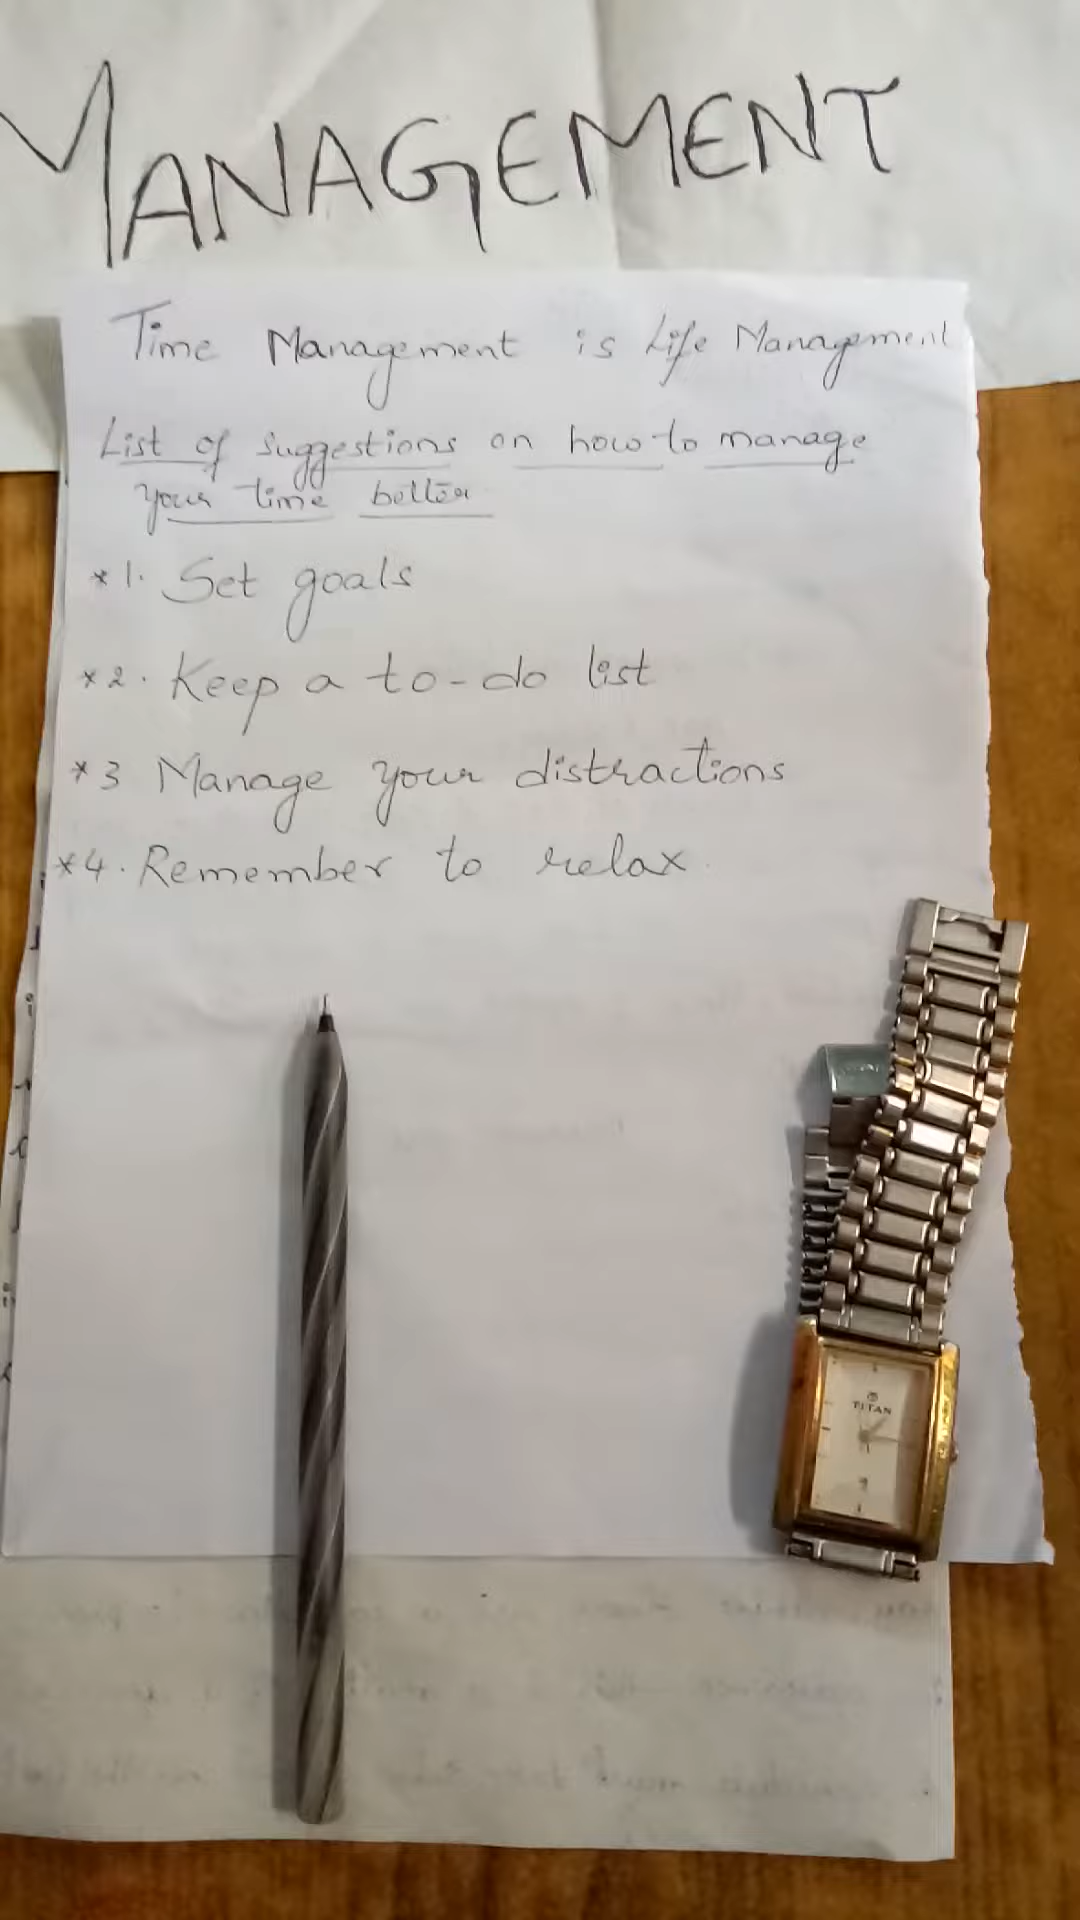 MANAGEMENT
Time Management is Life Management
List of suggestions on how to manage
your time better
*1. Set goals
*2. Keep a to-do list
*3 Manage your distractions
*4. Remember to relax.
TITAN